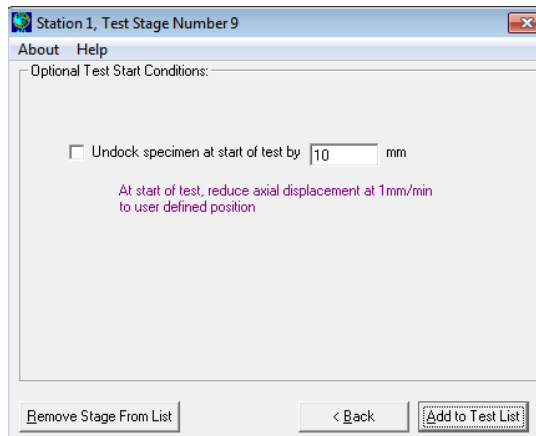 Station 1, Test Stage Number 9
About Help
Optional Test Start Conditions:
Undock specimen at start of test by 10 mm
At start of test, reduce axial displacement at 1mm/min
to user defined position
Remove Stage From List < Back Add to Test List